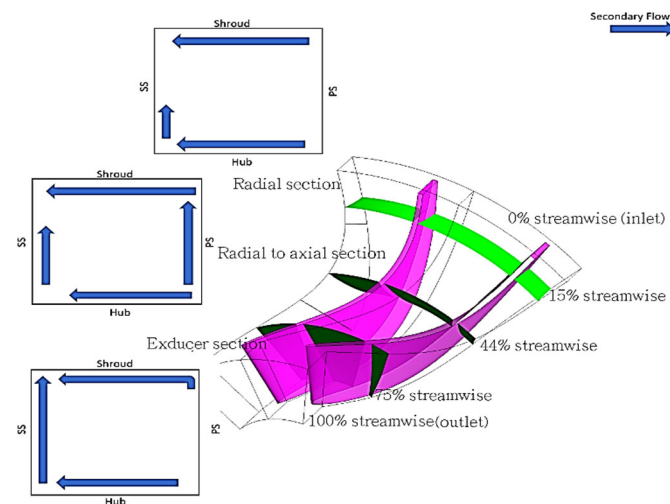 Shroud
Secondary Flow
SS
PS
Hub
Shroud
SS
PS
Hub
Radial section
0% streamwise (inlet)
Radial to axial section
15% streamwise
Exducer section
44% streamwise
Shroud
SS
PS
Hub
75% streamwise
100% streamwise(outlet)